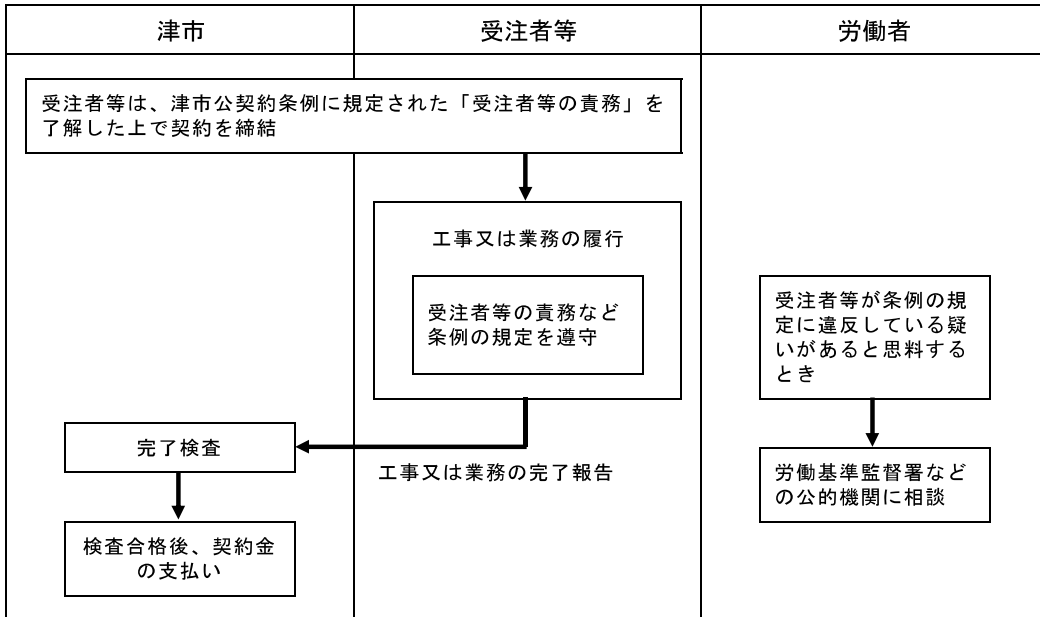 津市
受注者等
労働者
受注者等は、津市公契約条例に規定された「受注者等の責務」を
了解した上で契約を締結
工事又は業務の履行
受注者等の責務など
条例の規定を遵守
受注者等が条例の規
定に違反している疑
いがあると思料する
とき
完了検査
工事又は業務の完了報告
労働基準監督署など
の公的機関に相談
検査合格後、契約金
の支払い